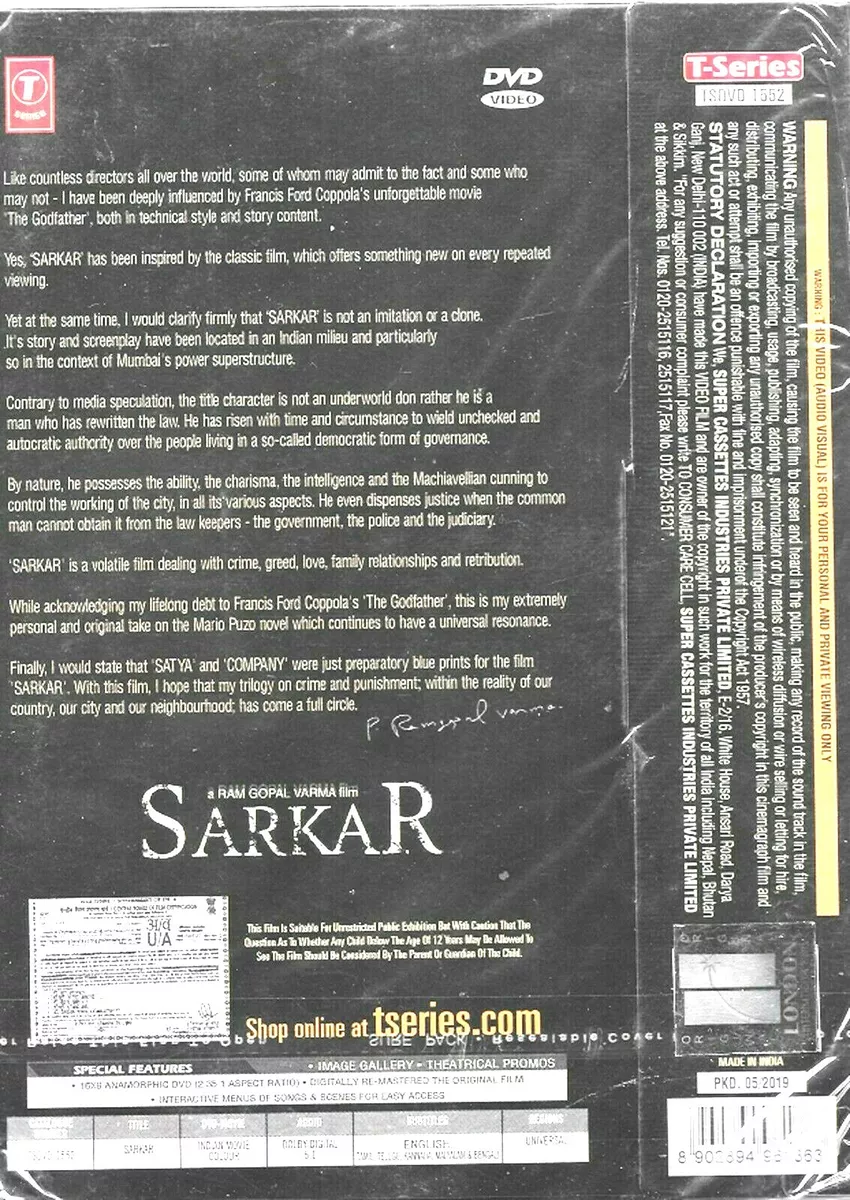 T
SERIES
DVD
VIDEO
Like countless directors all over the world, some of whom may admit to the fact and some who
may not - I have been deeply influenced by Francis Ford Coppola's unforgettable movie
'The Godfather', both in technical style and story content.
Yes, 'SARKAR' has been inspired by the classic film, which offers something new on every repeated
viewing.
Yet at the same time, I would clarify firmly that 'SARKAR' is not an imitation or a clone.
It's story and screenplay have been located in an Indian milieu and particularly
so in the context of Mumbai's power superstructure.
Contrary to media speculation, the title character is not an underworld don rather he is a
man who has rewritten the law. He has risen with time and circumstance to wield unchecked and
autocratic authority over the people living in a so-called democratic form of governance.
By nature, he possesses the ability, the charisma, the intelligence and the Machiavellian cunning to
control the working of the city, in all its various aspects. He even dispenses justice when the common
man cannot obtain it from the law keepers - the government, the police and the judiciary.
'SARKAR' is a volatile film dealing with crime, greed, love, family relationships and retribution.
While acknowledging my lifelong debt to Francis Ford Coppola's 'The Godfather', this is my extremely
personal and original take on the Mario Puzo novel which continues to have a universal resonance.
Finally, I would state that 'SATYA' and 'COMPANY' were just preparatory blue prints for the film
'SARKAR'. With this film, I hope that my trilogy on crime and punishment; within the reality of our
country, our city and our neighbourhood; has come a full circle.
P. Ramgopal varma
a RAM GOPAL VARMA film
SARKAR
U/A
This Film Is Suitable For Unrestricted Public Exhibition But With Caution That The
Question As To Whether Any Child Below The Age Of 12 Years May Be Allowed To
See The Film Should Be Considered By The Parent Or Guardian Of The Child.
Shop online at tseries.com
SURE PACK - Resealable Cover
SPECIAL FEATURES • IMAGE GALLERY • THEATRICAL PROMOS
• 16X9 ANAMORPHIC DVD (2.35:1 ASPECT RATIO) • DIGITALLY RE-MASTERED THE ORIGINAL FILM
• INTERACTIVE MENUS OF SONGS & SCENES FOR EASY ACCESS
TITLE AUDIO SUBTITLES
TSDVD 1552 SARKAR INDIAN MOVIE COLOUR DOLBY DIGITAL 5.1 ENGLISH, UNIVERSAL
T-Series
TSDVD 1552
WARNING : THIS VIDEO (AUDIO VISUAL) IS FOR YOUR PERSONAL AND PRIVATE VIEWING ONLY
WARNING Any unauthorised copying of the film, causing the film to be seen and heard in the public, making any record of the sound track in the film,
communicating the film by broadcasting, usage, publishing, adapting, synchronization or by means of wireless diffusion or wire selling or letting for hire,
distributing, exhibiting, importing or exporting any unauthorised copy shall constitute infringement of the producer's copyright in this cinemagraph film and
any such act or attempt shall be an offence punishable with fine and imprisonment underof the Copyright Act 1957.
STATUTORY DECLARATION We, SUPER CASSETTES INDUSTRIES PRIVATE LIMITED, E-2/16, White House, Ansari Road, Darya
Ganj, New Delhi-110 002 (INDIA) have made this VIDEO FILM and are owner of the copyright in such work for the territory of all India including Nepal, Bhutan
& Sikkim. "For any suggestion or consumer complaint please write TO CONSUMER CARE CELL, SUPER CASSETTES INDUSTRIES PRIVATE LIMITED
at the above address. Tel. Nos. 0120-2515116, 2515117,Fax No. 0120-2515121".
MADE IN INDIA
PKD. 05 2019